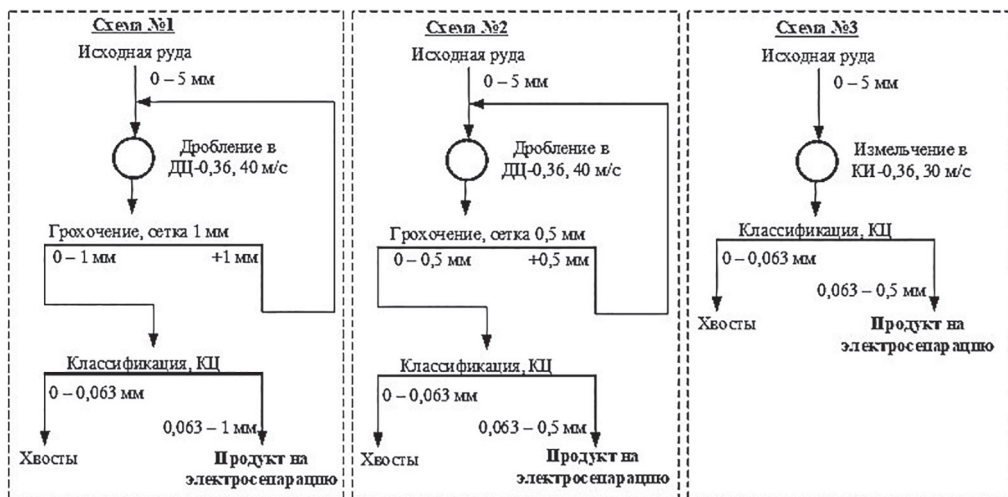 Схема №1
Исходная руда
0 – 5 мм
Дробление в
ДЦ-0,36, 40 м/с
Грохочение, сетка 1 мм
0 – 1 мм
+1 мм
Классификация, КЦ
0 – 0,063 мм
0,063 – 1 мм
Хвосты
Продукт на
электросепарацию
Схема №2
Исходная руда
0 – 5 мм
Дробление в
ДЦ-0,36, 40 м/с
Грохочение, сетка 0,5 мм
0 – 0,5 мм
+0,5 мм
Классификация, КЦ
0 – 0,063 мм
0,063 – 0,5 мм
Хвосты
Продукт на
электросепарацию
Схема №3
Исходная руда
0 – 5 мм
Измельчение в
КИ-0,36, 30 м/с
Классификация, КЦ
0 – 0,063 мм
0,063 – 0,5 мм
Хвосты
Продукт на
электросепарацию